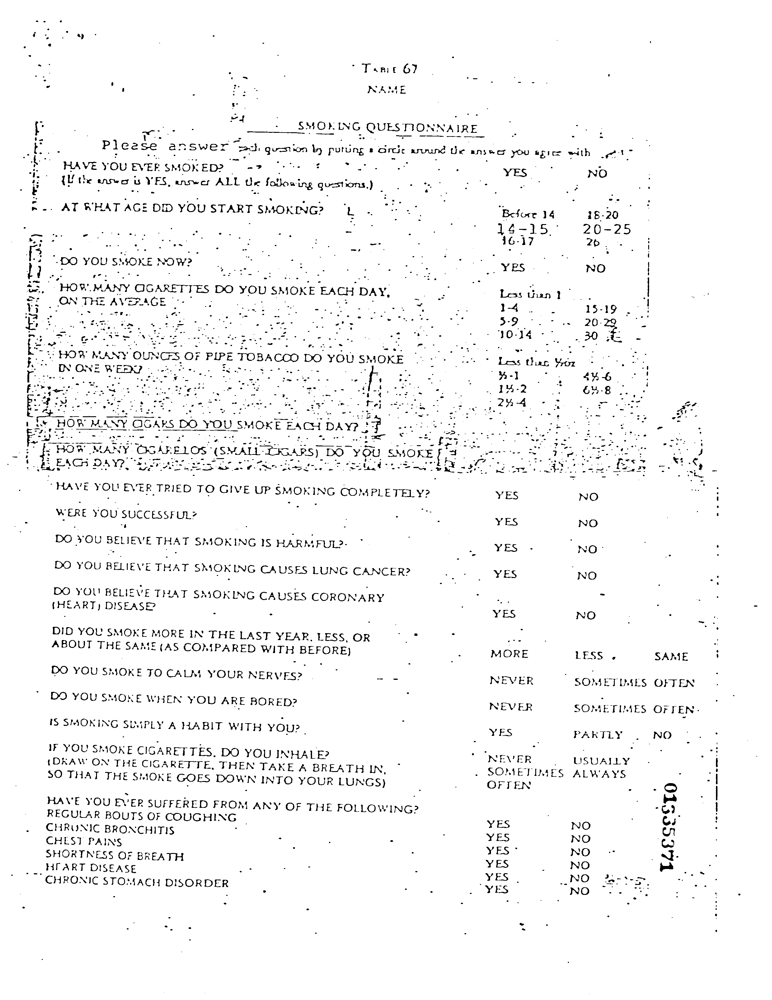 TABLE 67
NAME
SMOKING QUESTIONNAIRE
Please answer each question by putting a circle around the answer you agree with
HAVE YOU EVER SMOKED? YES NO
(If the answer is YES, answer ALL the following questions.)
AT WHAT AGE DID YOU START SMOKING? Before 14 18-20
14-15 20-25
16-17 26
DO YOU SMOKE NOW? YES NO
HOW MANY CIGARETTES DO YOU SMOKE EACH DAY, Less than 1
ON THE AVERAGE 1-4 15-19
5-9 20-29
10-14 30
HOW MANY OUNCES OF PIPE TOBACCO DO YOU SMOKE Less than ½oz
IN ONE WEEK? ½-1 4½-6
1½-2 6½-8
2½-4
HOW MANY CIGARS DO YOU SMOKE EACH DAY?
HOW MANY CIGARELOS (SMALL CIGARS) DO YOU SMOKE
EACH DAY?
HAVE YOU EVER TRIED TO GIVE UP SMOKING COMPLETELY? YES NO
WERE YOU SUCCESSFUL? YES NO
DO YOU BELIEVE THAT SMOKING IS HARMFUL? YES NO
DO YOU BELIEVE THAT SMOKING CAUSES LUNG CANCER? YES NO
DO YOU BELIEVE THAT SMOKING CAUSES CORONARY
(HEART) DISEASE? YES NO
DID YOU SMOKE MORE IN THE LAST YEAR, LESS, OR
ABOUT THE SAME (AS COMPARED WITH BEFORE) MORE LESS SAME
DO YOU SMOKE TO CALM YOUR NERVES? NEVER SOMETIMES OFTEN
DO YOU SMOKE WHEN YOU ARE BORED? NEVER SOMETIMES OFTEN
IS SMOKING SIMPLY A HABIT WITH YOU? YES PARTLY NO
IF YOU SMOKE CIGARETTES, DO YOU INHALE? NEVER USUALLY
(DRAW ON THE CIGARETTE, THEN TAKE A BREATH IN, SOMETIMES ALWAYS
SO THAT THE SMOKE GOES DOWN INTO YOUR LUNGS) OFTEN
HAVE YOU EVER SUFFERED FROM ANY OF THE FOLLOWING?
REGULAR BOUTS OF COUGHING YES NO
CHRONIC BRONCHITIS YES NO
CHEST PAINS YES NO
SHORTNESS OF BREATH YES NO
HEART DISEASE YES NO
CHRONIC STOMACH DISORDER YES NO
01335371